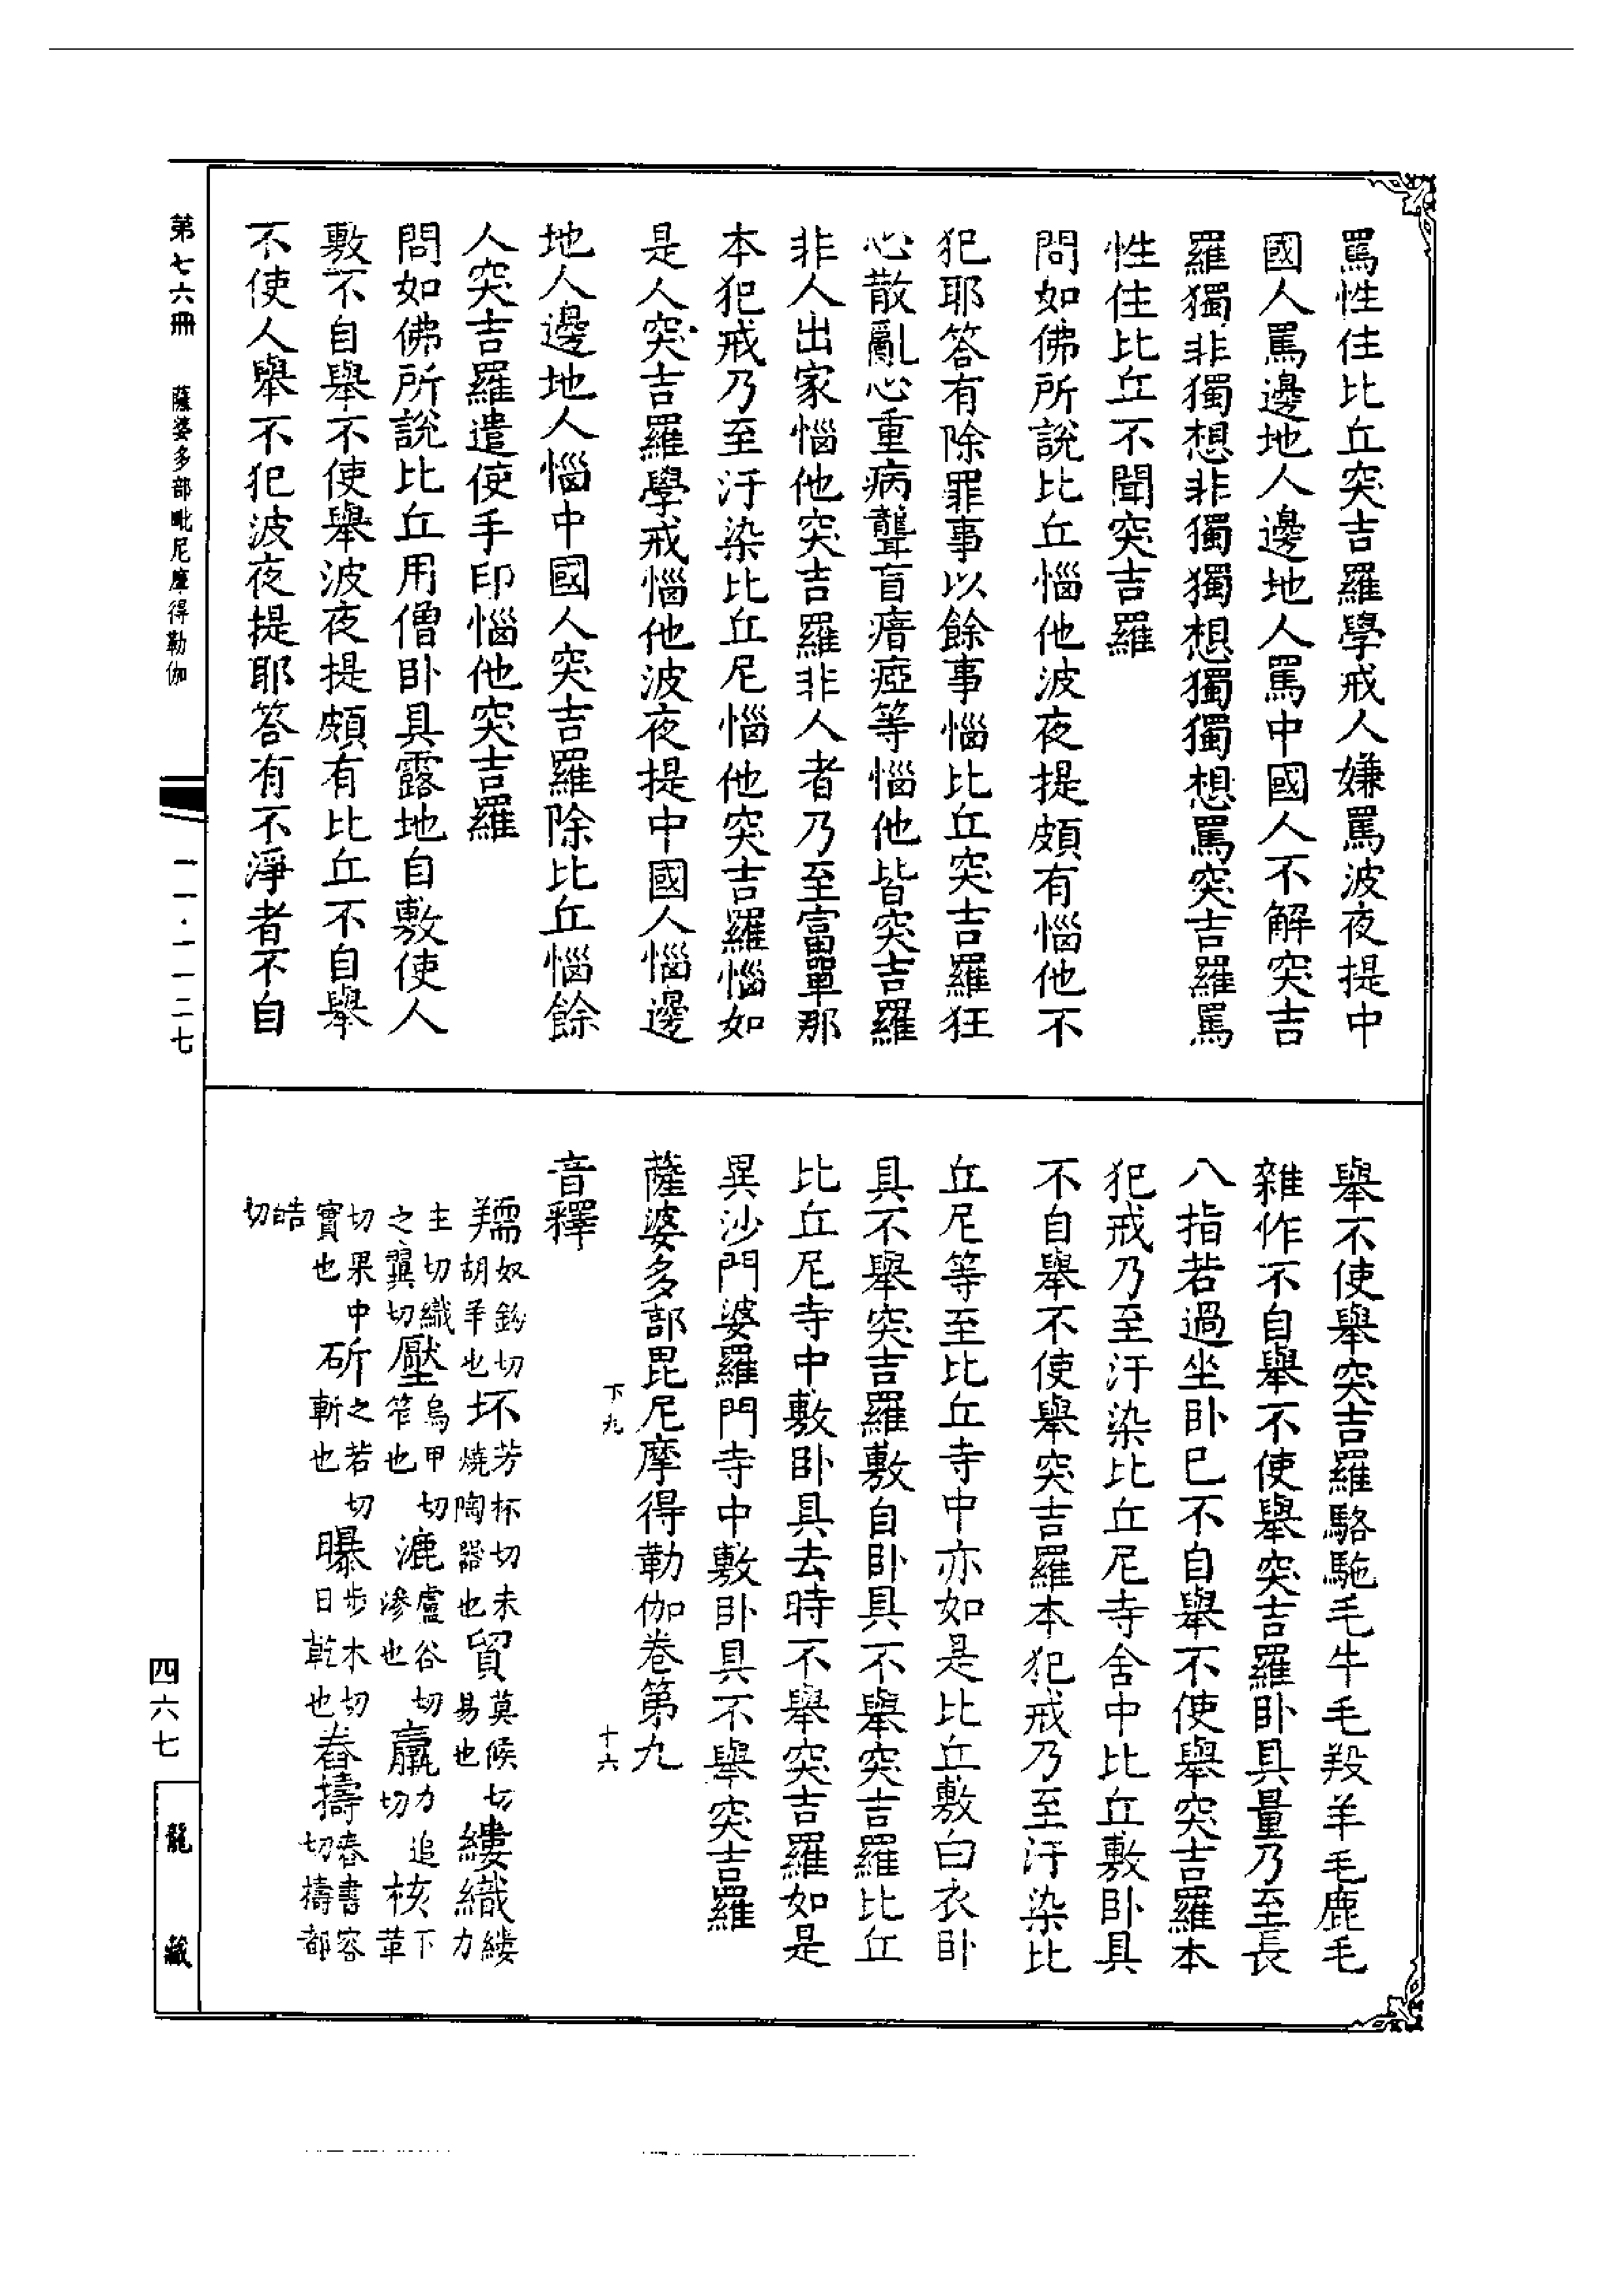 罵性住比丘突吉羅學戒人嫌罵波夜提中
國人罵邊地人邊地人罵中國人不解突吉
羅獨非獨想非獨獨想獨獨想罵突吉羅罵
性住比丘不聞突吉羅
問如佛所說比丘惱他波夜提頗有惱他不
犯耶答有除罪事以餘事惱比丘突吉羅狂
心散亂心重病聾盲瘖瘂等惱他皆突吉羅
非人出家惱他突吉羅非人者乃至富單那
本犯戒乃至汙染比丘尼惱他突吉羅惱如
是人突吉羅學戒惱他波夜提中國人惱邊
地人邊地人惱中國人突吉羅除比丘惱餘
人突吉羅遣使手印惱他突吉羅
問如佛所說比丘用僧卧具露地自敷使人
敷不自舉不使舉波夜提頗有比丘不自舉
不使人舉不犯波夜提耶答有不淨者不自
舉不使舉突吉羅駱駞毛牛毛羖羊毛鹿毛
雜作不自舉不使舉突吉羅卧具量乃至長
八指若過坐卧已不自舉不使舉突吉羅本
犯戒乃至汙染比丘尼寺舍中比丘敷卧具
不自舉不使舉突吉羅本犯戒乃至汙染比
丘尼等至比丘寺中亦如是比丘敷白衣卧
具不舉突吉羅敷自卧具不舉突吉羅比丘
比丘尼寺中敷卧具去時不舉突吉羅如是
異沙門婆羅門寺中敷卧具不舉突吉羅
薩婆多部毘尼摩得勒伽卷第九
下九
十六
音釋
羺奴鈎切胡羊也坏芳杯切未燒陶器也貿莫候切易也縷織縷力
主切織之翼切壓烏甲切笮也漉盧谷切滲也羸力追切核下革
切果中實也斫之若切斬也曝步木切日乾也舂擣舂書容切擣都
皓切
第七六冊
薩婆多部毗尼摩得勒伽
一一·一一二七
四六七
龍藏